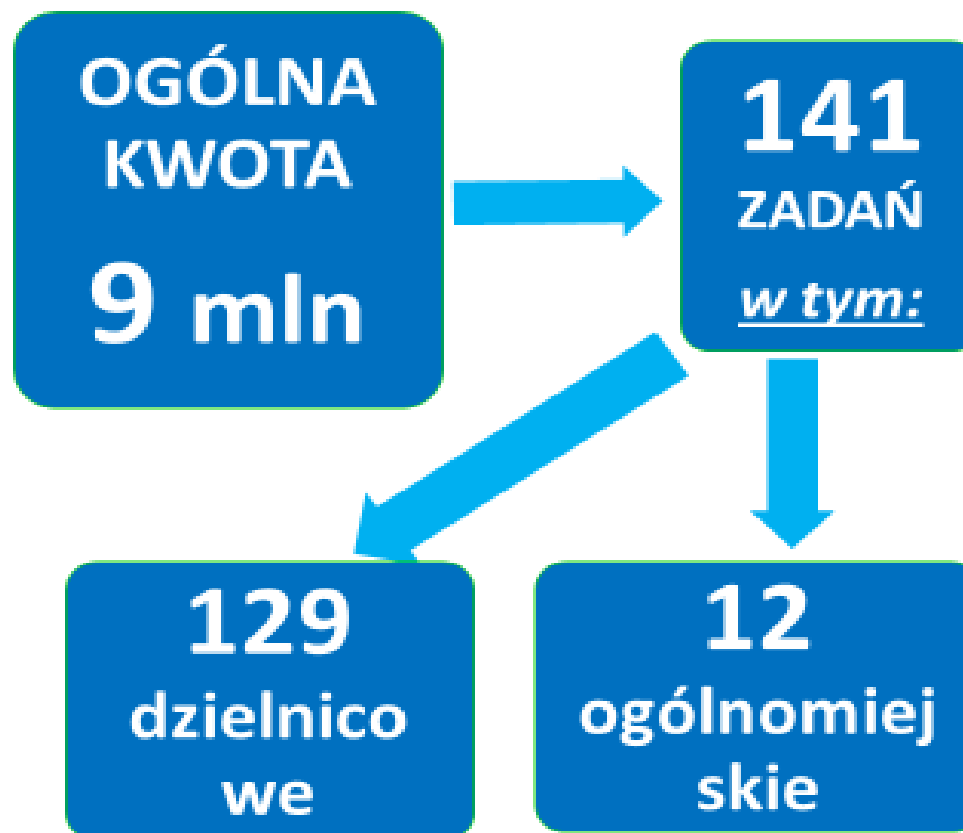 OGÓLNA
KWOTA
9 mln
141
ZADAŃ
w tym:
129
dzielnico
we
12
ogólnomiej
skie